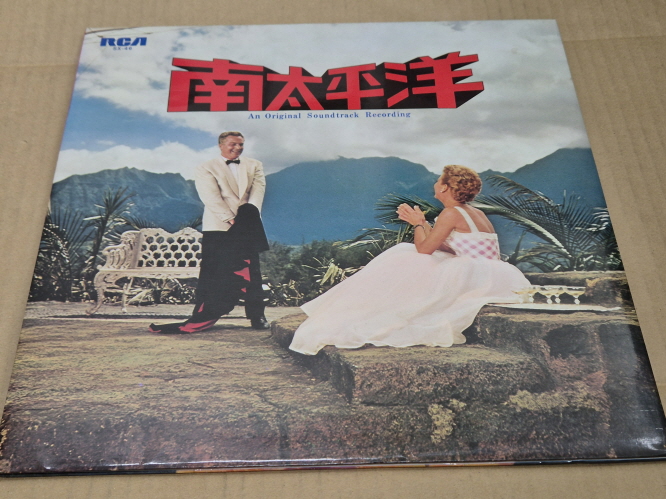 RCA
南太平洋
An Original Soundtrack Recording